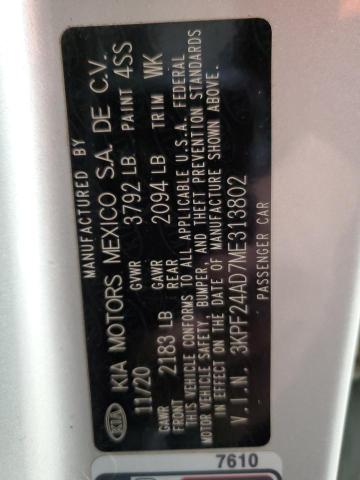 MANUFACTURED BY
KIA KIA MOTORS MEXICO S.A. DE C.V.
11/20 GVWR 3792 LB PAINT 4SS
GAWR FRONT 2183 LB GAWR REAR 2094 LB TRIM WK
THIS VEHICLE CONFORMS TO ALL APPLICABLE U.S.A. FEDERAL
MOTOR VEHICLE SAFETY, BUMPER, AND THEFT PREVENTION STANDARDS
IN EFFECT ON THE DATE OF MANUFACTURE SHOWN ABOVE.
V.I.N. 3KPF24AD7ME313802
PASSENGER CAR
7610